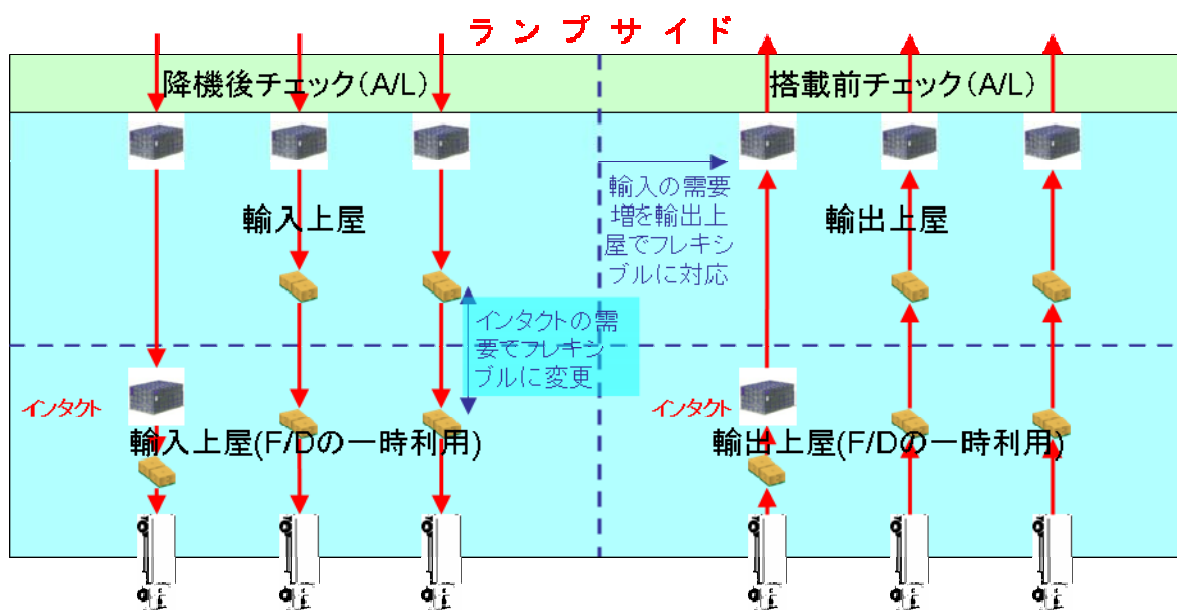 ランプサイド
降機後チェック(A/L)
搭載前チェック(A/L)
輸入上屋
輸入の需要
増を輸出上
屋でフレキシ
ブルに対応
輸出上屋
インタクトの需
要でフレキシ
ブルに変更
インタクト
輸入上屋(F/Dの一時利用)
インタクト
輸出上屋(F/Dの一時利用)